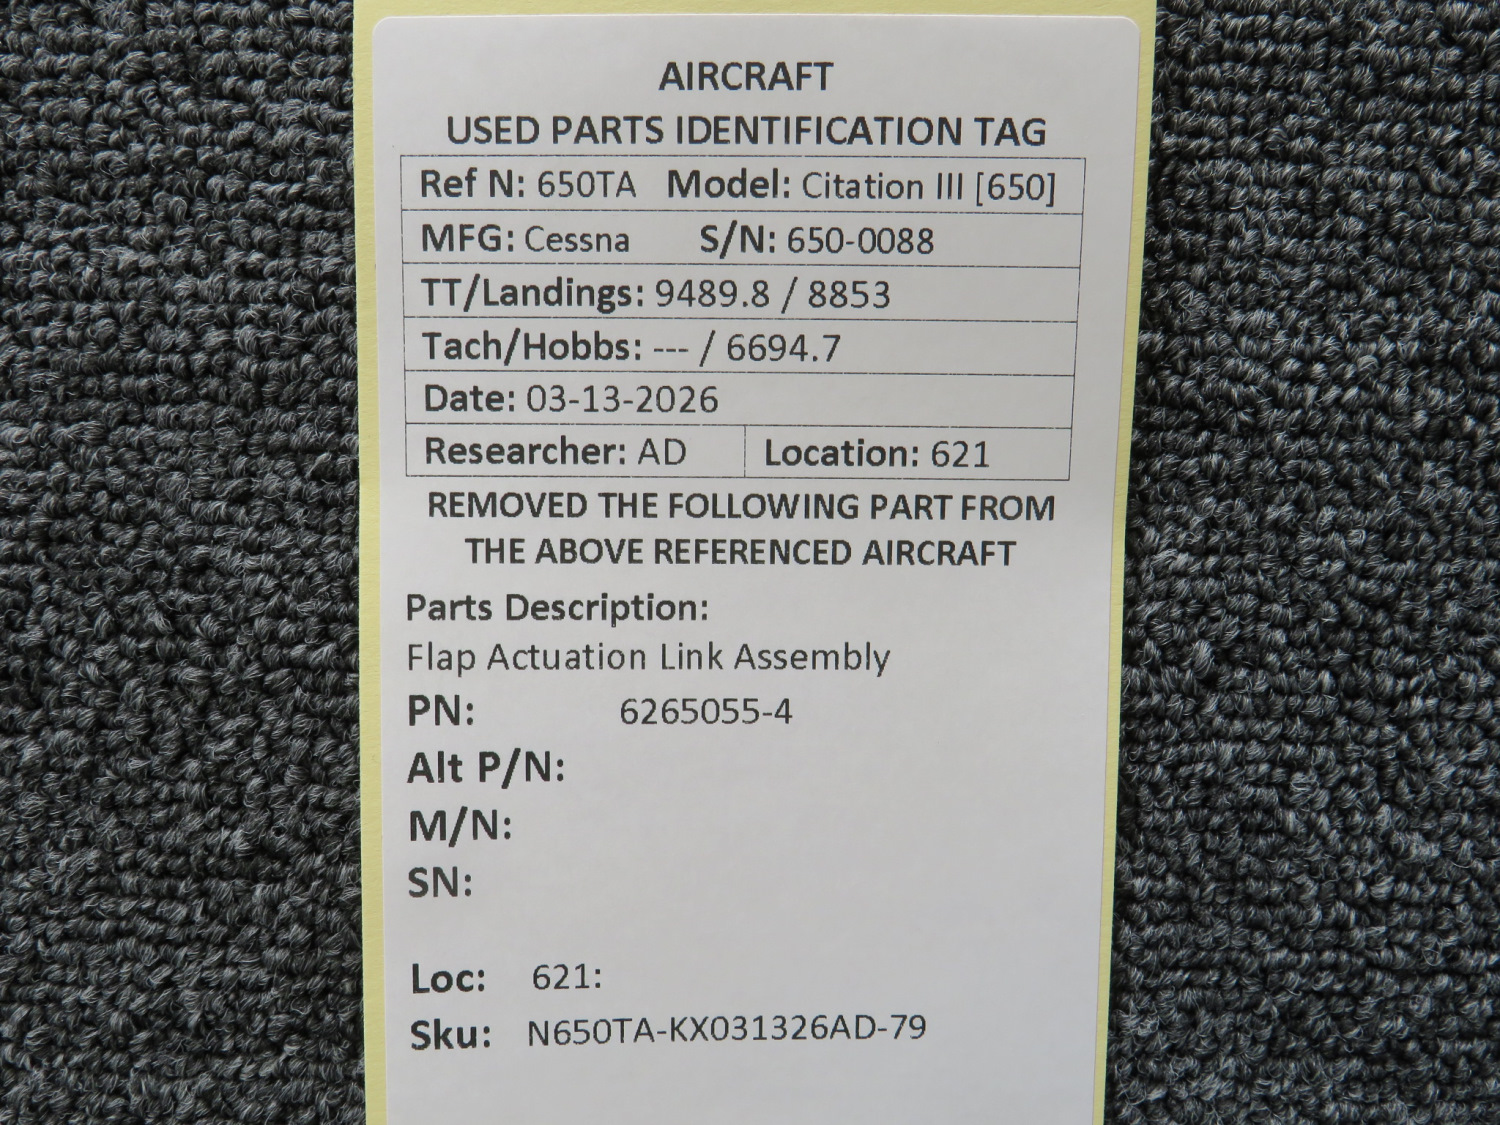 AIRCRAFT
USED PARTS IDENTIFICATION TAG
Ref N: 650TA Model: Citation III [650]
MFG: Cessna S/N: 650-0088
TT/Landings: 9489.8 / 8853
Tach/Hobbs: --- / 6694.7
Date: 03-13-2026
Researcher: AD Location: 621
REMOVED THE FOLLOWING PART FROM
THE ABOVE REFERENCED AIRCRAFT
Parts Description:
Flap Actuation Link Assembly
PN: 6265055-4
Alt P/N:
M/N:
SN:
Loc: 621:
Sku: N650TA-KX031326AD-79